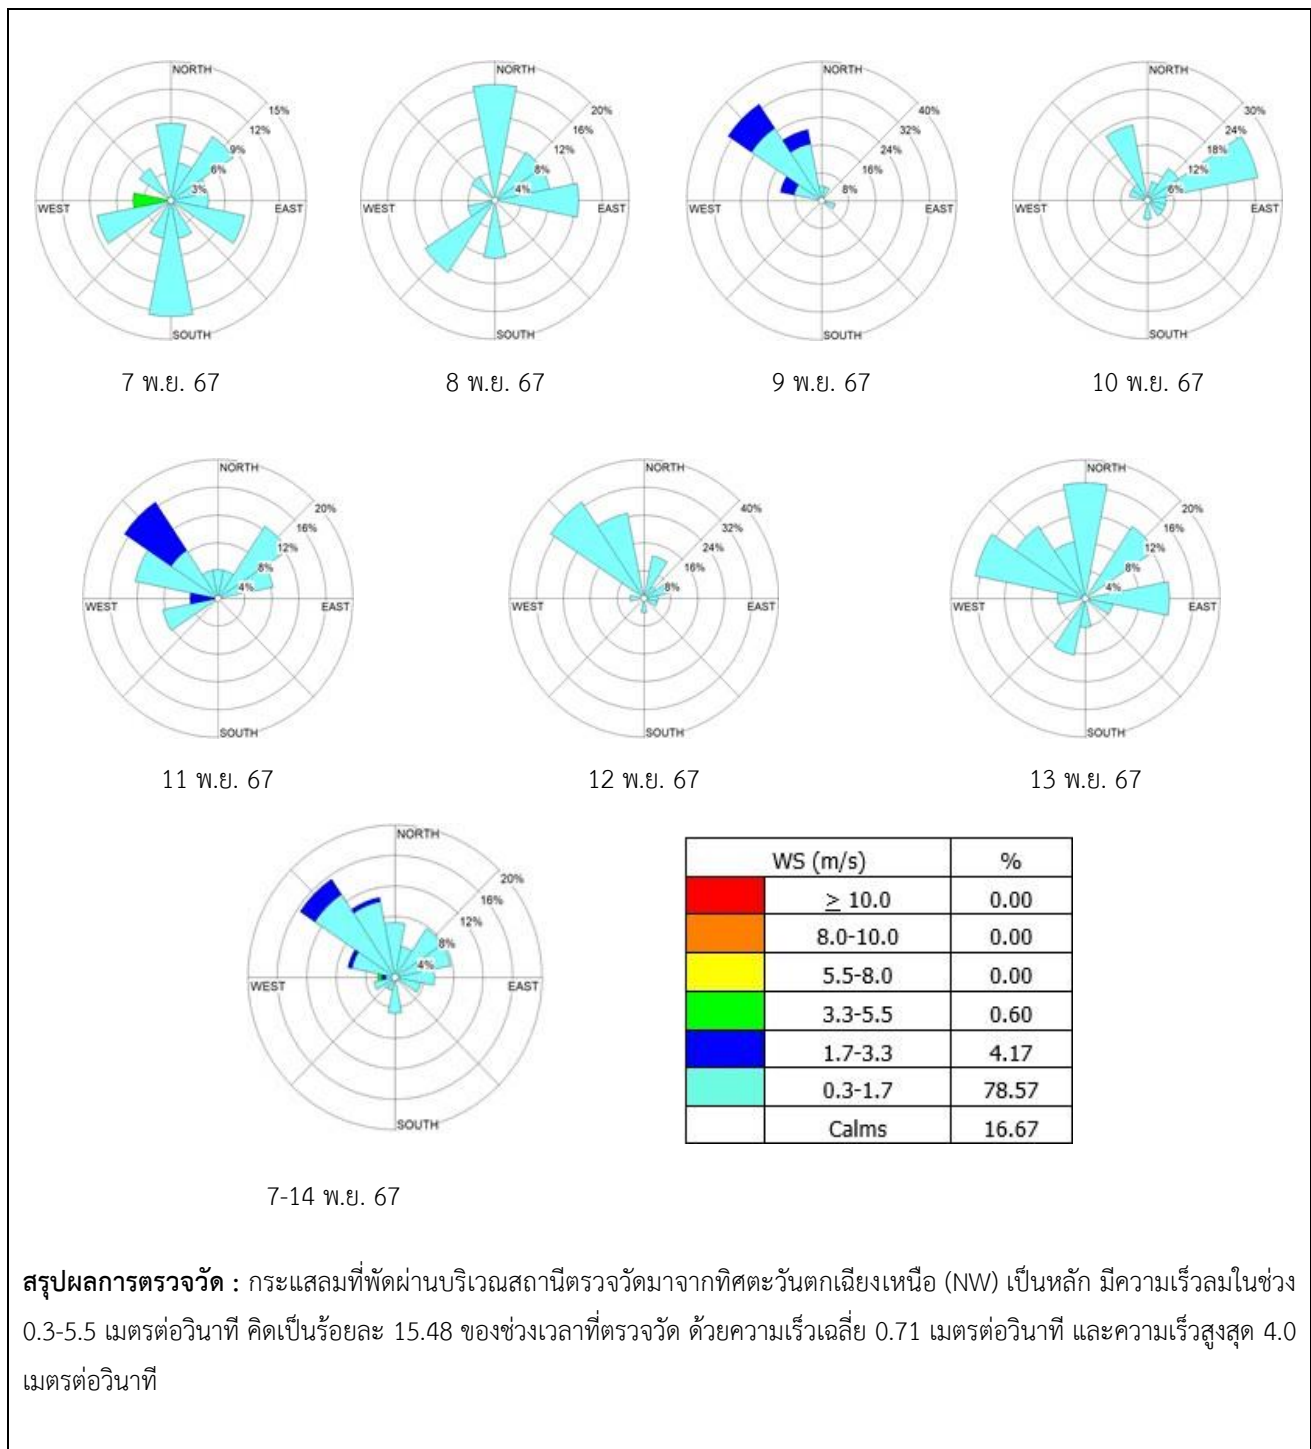 NORTH
15%
12%
9%
6%
3%
WEST
EAST
SOUTH
7 พ.ย. 67
NORTH
20%
16%
12%
8%
4%
WEST
EAST
SOUTH
8 พ.ย. 67
NORTH
40%
32%
24%
16%
8%
WEST
EAST
SOUTH
9 พ.ย. 67
NORTH
30%
24%
18%
12%
6%
WEST
EAST
SOUTH
10 พ.ย. 67
NORTH
20%
16%
12%
8%
4%
WEST
EAST
SOUTH
11 พ.ย. 67
NORTH
40%
32%
24%
16%
8%
WEST
EAST
SOUTH
12 พ.ย. 67
NORTH
20%
16%
12%
8%
4%
WEST
EAST
SOUTH
13 พ.ย. 67
NORTH
20%
16%
12%
8%
4%
WEST
EAST
SOUTH
7-14 พ.ย. 67
WS (m/s) %
≥ 10.0 0.00
8.0-10.0 0.00
5.5-8.0 0.00
3.3-5.5 0.60
1.7-3.3 4.17
0.3-1.7 78.57
Calms 16.67
สรุปผลการตรวจวัด : กระแสลมที่พัดผ่านบริเวณสถานีตรวจวัดมาจากทิศตะวันตกเฉียงเหนือ (NW) เป็นหลัก มีความเร็วลมในช่วง
0.3-5.5 เมตรต่อวินาที คิดเป็นร้อยละ 15.48 ของช่วงเวลาที่ตรวจวัด ด้วยความเร็วเฉลี่ย 0.71 เมตรต่อวินาที และความเร็วสูงสุด 4.0
เมตรต่อวินาที